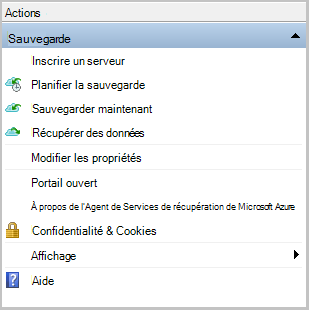 Actions
Sauvegarde
Inscrire un serveur
Planifier la sauvegarde
Sauvegarder maintenant
Récupérer des données
Modifier les propriétés
Portail ouvert
À propos de l'Agent de Services de récupération de Microsoft Azure
Confidentialité & Cookies
Affichage
Aide